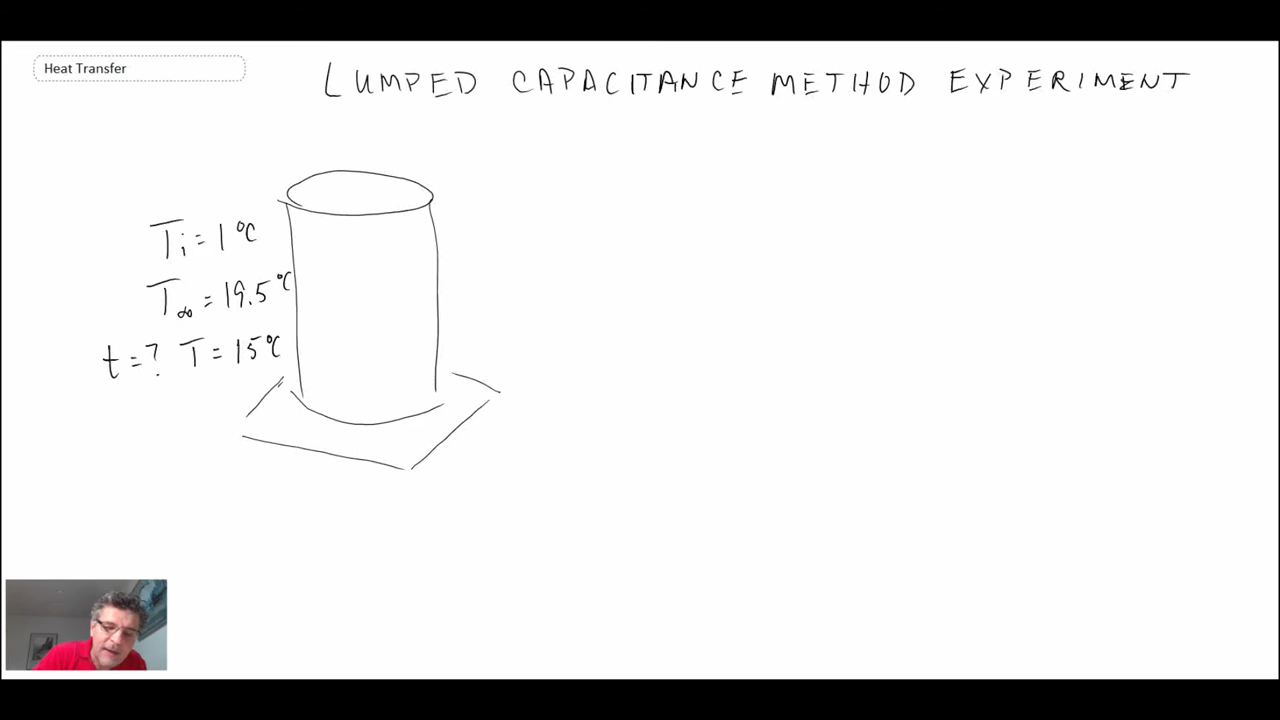 Heat Transfer
LUMPED CAPACITANCE METHOD EXPERIMENT
Ti = 1 °C
T∞ = 19.5 °C
t = ? T = 15 °C